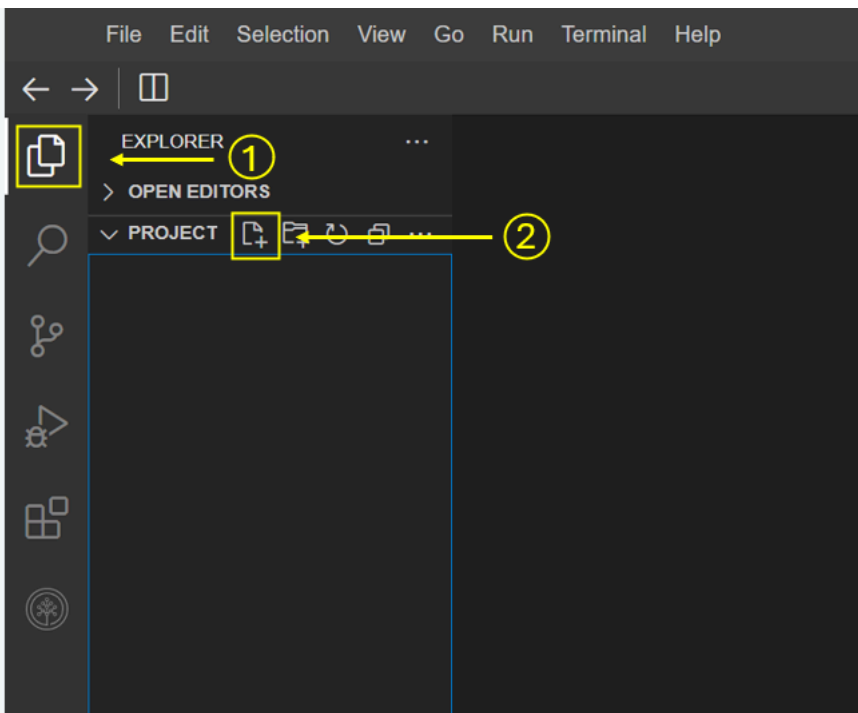 File Edit Selection View Go Run Terminal Help
EXPLORER
1
OPEN EDITORS
PROJECT
2